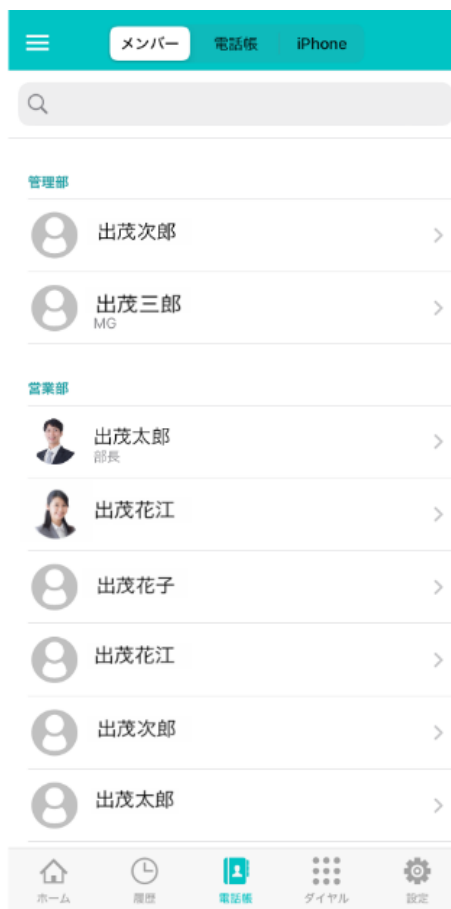 メンバー 電話帳 iPhone
管理部
出茂次郎
出茂三郎
MG
営業部
出茂太郎
部長
出茂花江
出茂花子
出茂花江
出茂次郎
出茂太郎
ホーム 履歴 電話帳 ダイヤル 設定